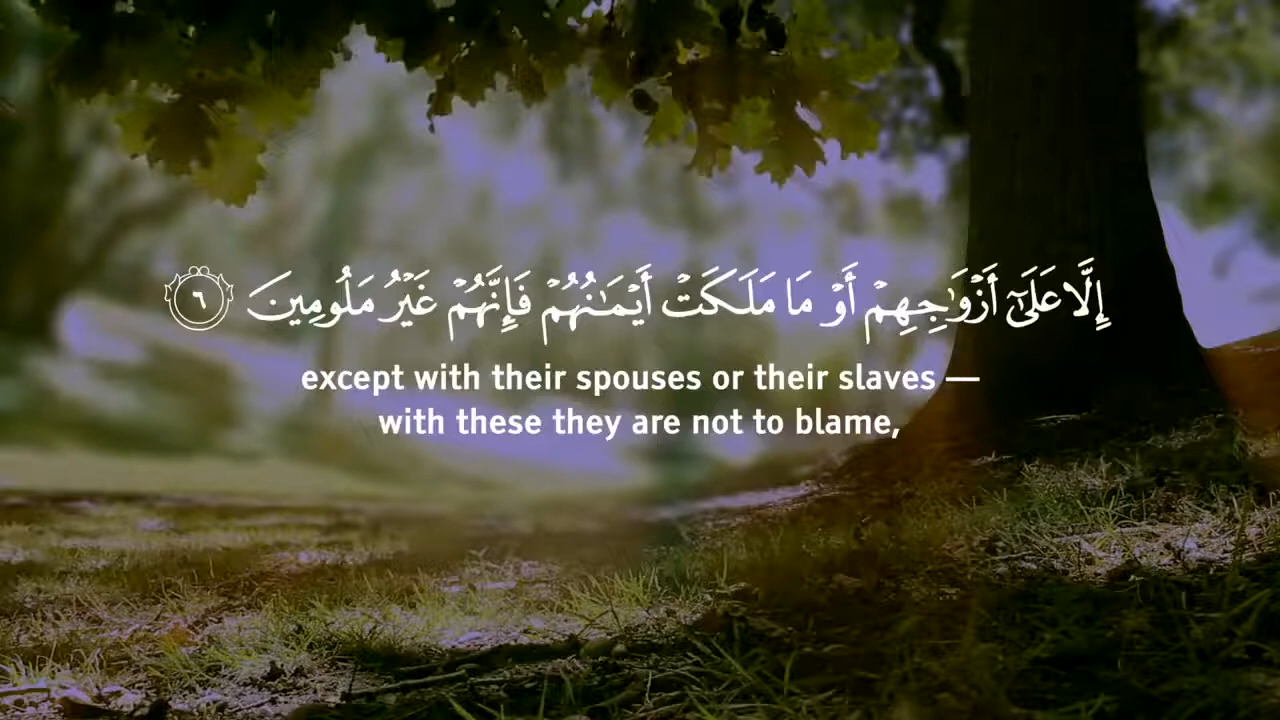 إِلَّا عَلَىٰٓ أَزْوَٰجِهِمْ أَوْ مَا مَلَكَتْ أَيْمَـٰنُهُمْ فَإِنَّهُمْ غَيْرُ مَلُومِينَ ٦
except with their spouses or their slaves —
with these they are not to blame,